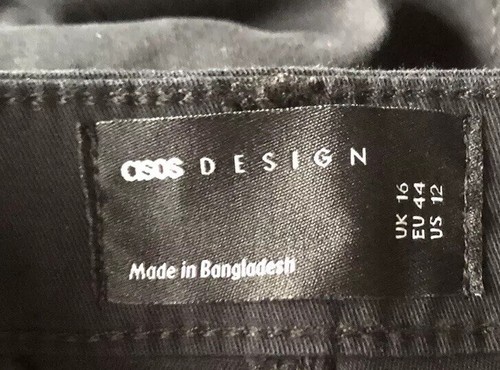 asos DESIGN
UK 16
EU 44
US 12
Made in Bangladesh